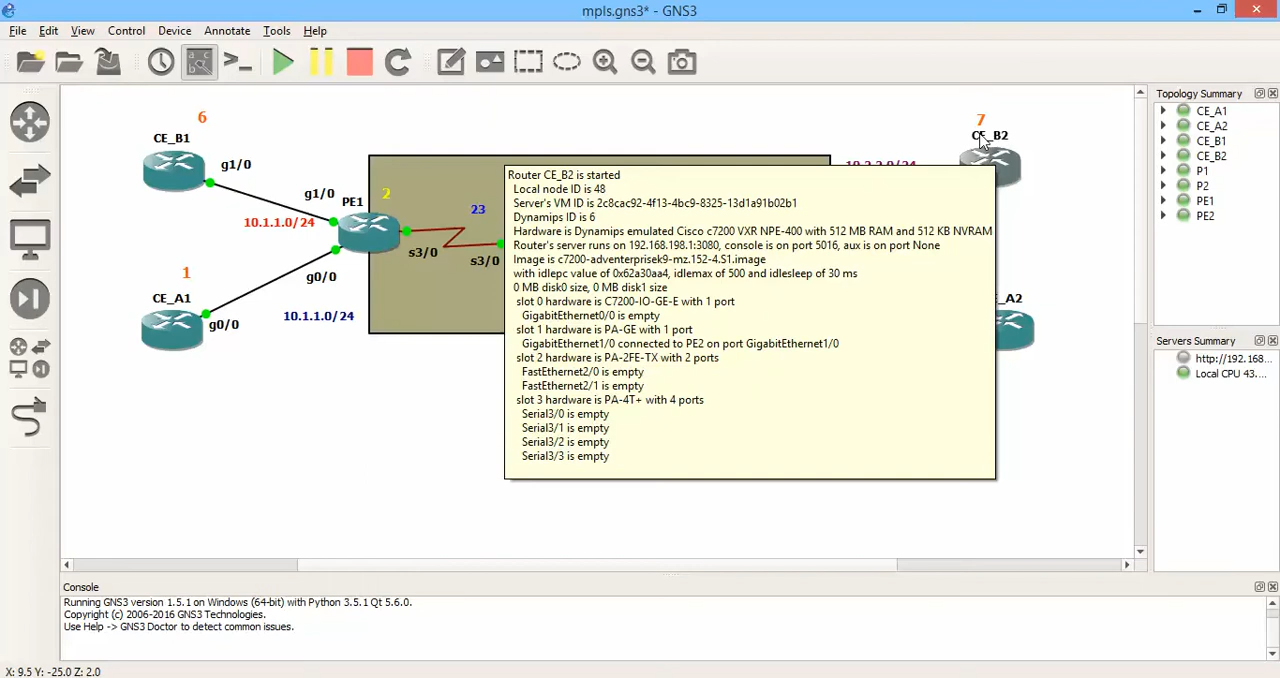 mpls.gns3* - GNS3
File Edit View Control Device Annotate Tools Help
Topology Summary
CE_A1
CE_A2
CE_B1
CE_B2
P1
P2
PE1
PE2
Servers Summary
http://192.168...
Local CPU 43....
6
CE_B1
g1/0
g1/0
PE1
2
10.1.1.0/24
23
s3/0
s3/0
g0/0
1
CE_A1
g0/0
10.1.1.0/24
7
CE_B2
Router CE_B2 is started
Local node ID is 48
Server's VM ID is 2c8cac92-4f13-4bc9-8325-13d1a91b02b1
Dynamips ID is 6
Hardware is Dynamips emulated Cisco c7200 VXR NPE-400 with 512 MB RAM and 512 KB NVRAM
Router's server runs on 192.168.198.1:3080, console is on port 5016, aux is on port None
Image is c7200-adventerprisek9-mz.152-4.S1.image
with idlepc value of 0x62a30aa4, idlemax of 500 and idlesleep of 30 ms
0 MB disk0 size, 0 MB disk1 size
slot 0 hardware is C7200-IO-GE-E with 1 port
GigabitEthernet0/0 is empty
slot 1 hardware is PA-GE with 1 port
GigabitEthernet1/0 connected to PE2 on port GigabitEthernet1/0
slot 2 hardware is PA-2FE-TX with 2 ports
FastEthernet2/0 is empty
FastEthernet2/1 is empty
slot 3 hardware is PA-4T+ with 4 ports
Serial3/0 is empty
Serial3/1 is empty
Serial3/2 is empty
Serial3/3 is empty
E_A2
Console
Running GNS3 version 1.5.1 on Windows (64-bit) with Python 3.5.1 Qt 5.6.0.
Copyright (c) 2006-2016 GNS3 Technologies.
Use Help -> GNS3 Doctor to detect common issues.
X: 9.5 Y: -25.0 Z: 2.0